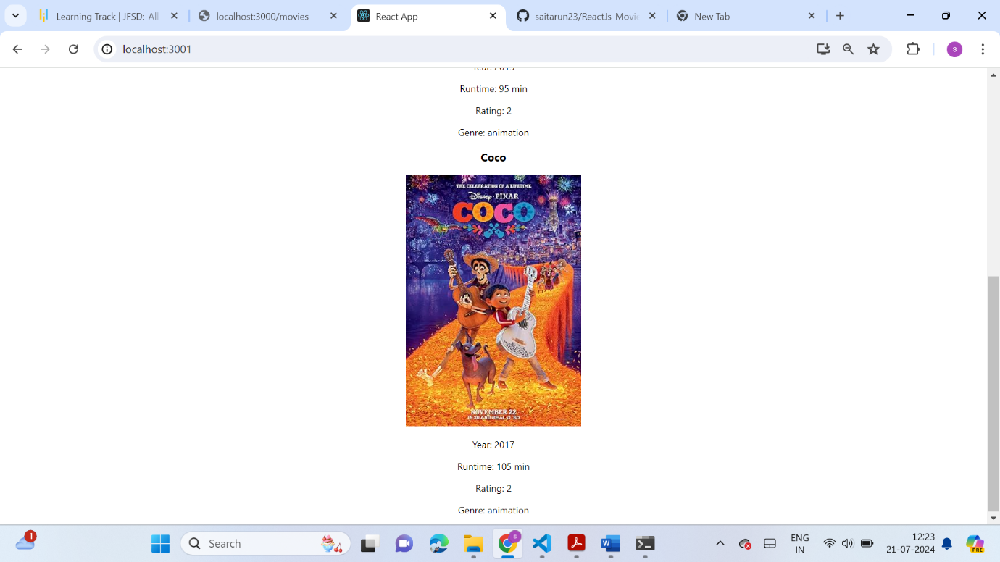 Learning Track | JFSD:-All
localhost:3000/movies
React App
saitarun23/ReactJs-Movie
New Tab
localhost:3001
s
Year: 2015
Runtime: 95 min
Rating: 2
Genre: animation
Coco
THE CELEBRATION OF A LIFETIME
Disney · PIXAR
COCO
NOVEMBER 22
IN 3D AND REAL D 3D
Year: 2017
Runtime: 105 min
Rating: 2
Genre: animation
1
Search
s
ENG
IN
12:23
21-07-2024
PRE